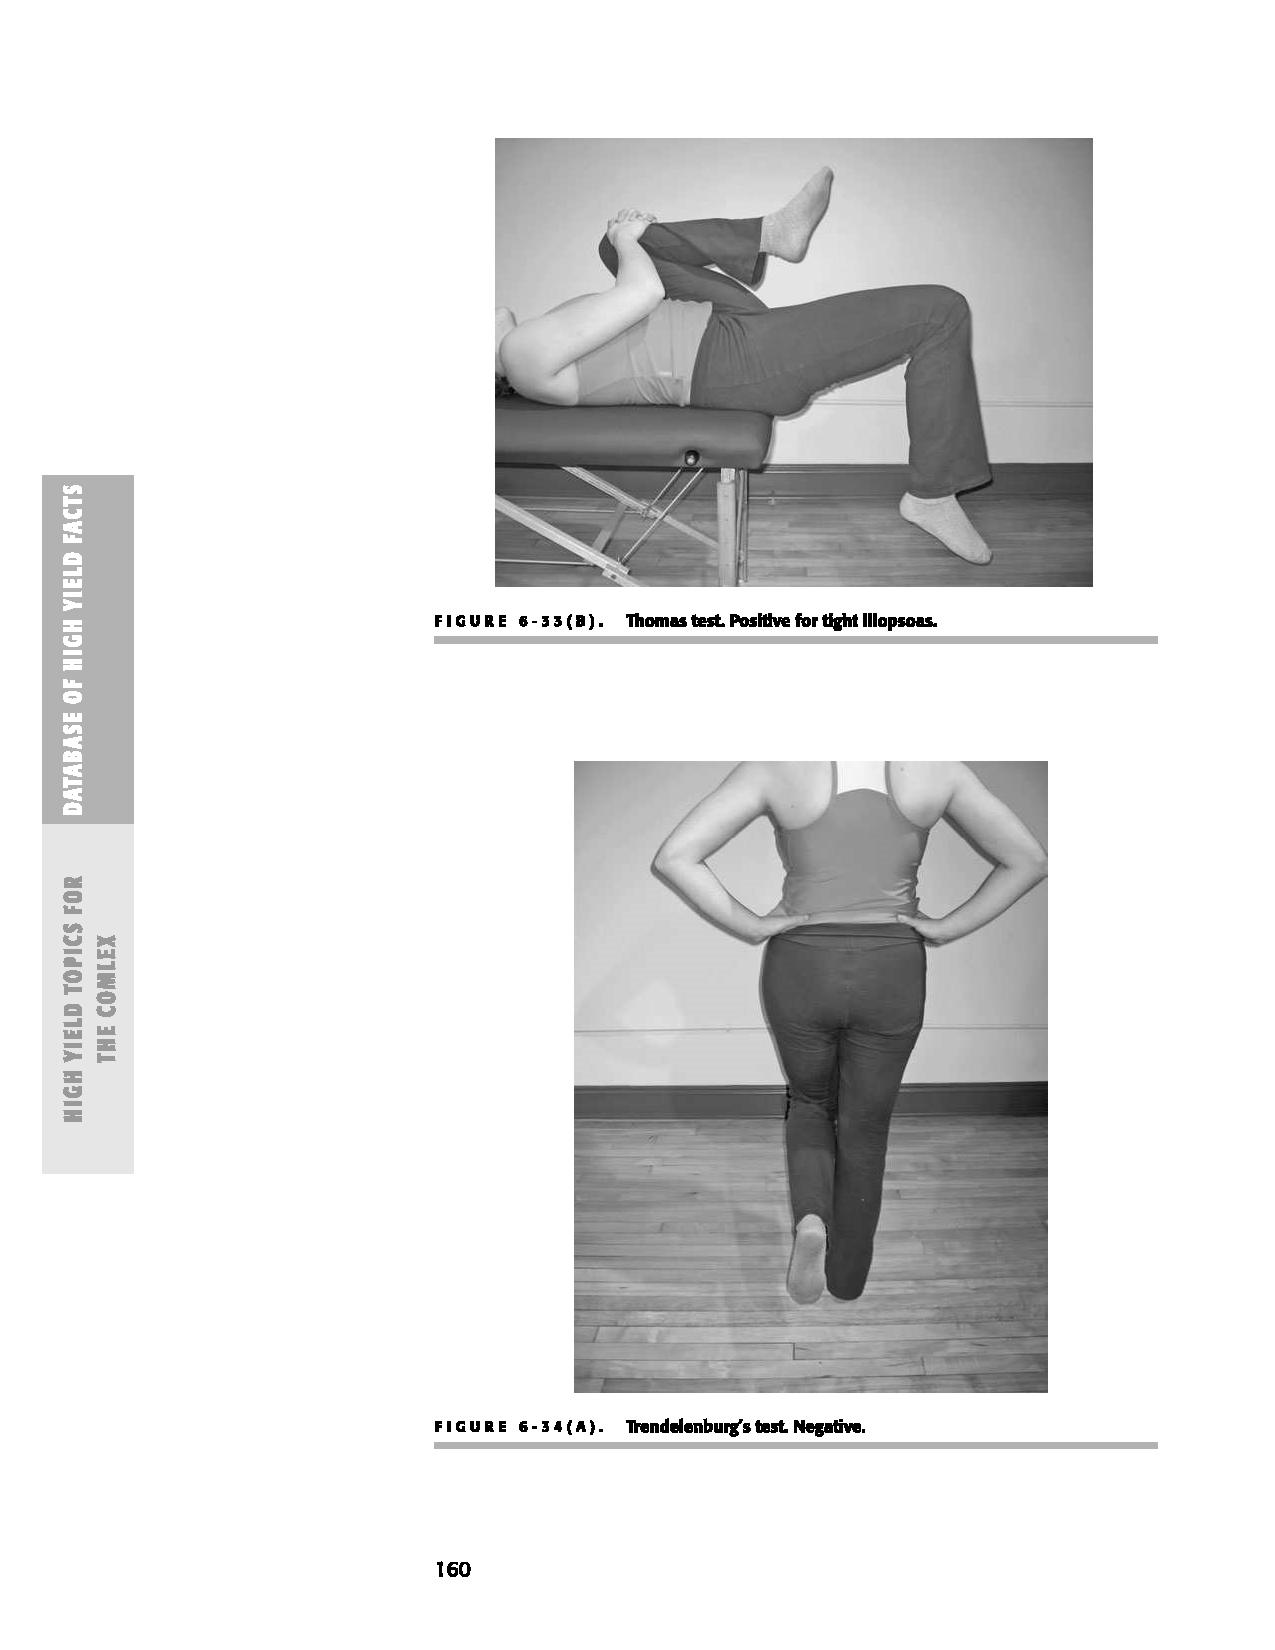 DATABASE OF HIGH YIELD FACTS
HIGH YIELD TOPICS FOR
THE COMLEX
FIGURE 6-33(B). Thomas test. Positive for tight iliopsoas.
FIGURE 6-34(A). Trendelenburg's test. Negative.
160